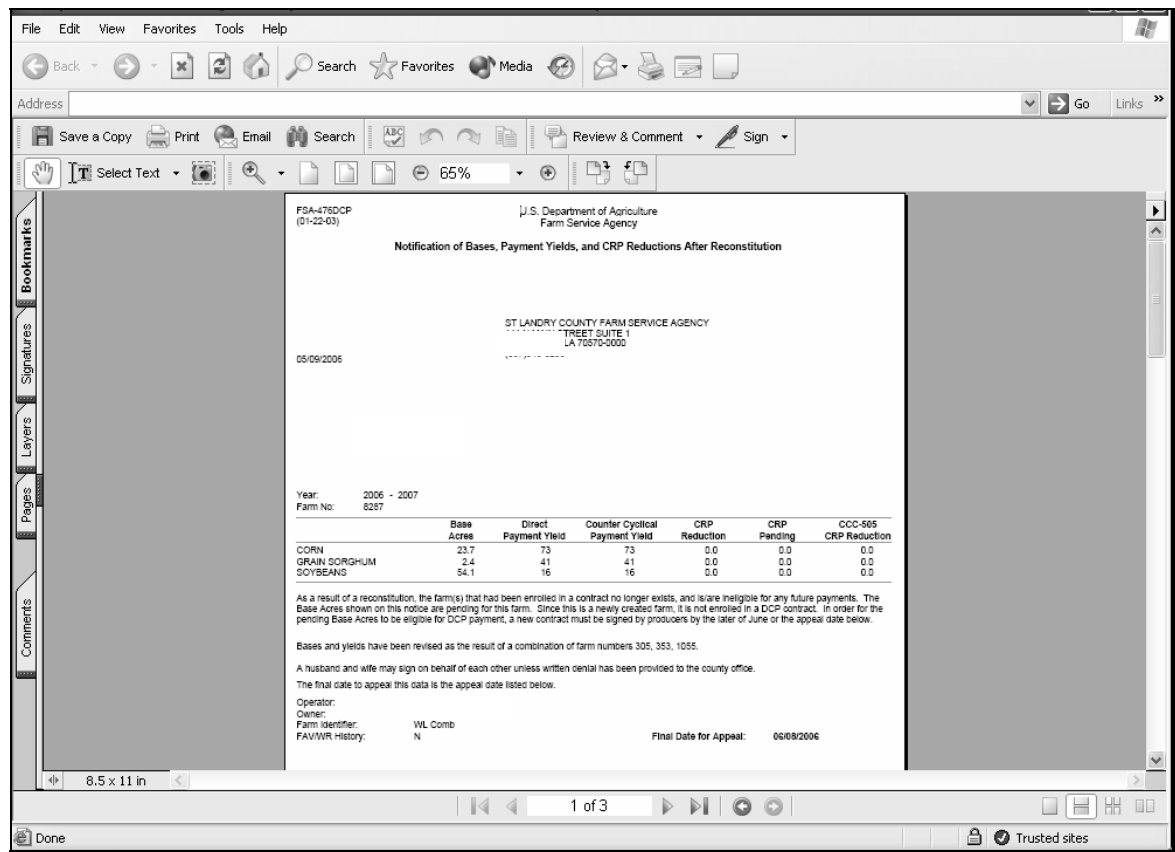 File Edit View Favorites Tools Help
Back Search Favorites Media
Address Go Links »
Save a Copy Print Email Search ABC Review & Comment Sign
T Select Text 65%
Bookmarks
Signatures
Layers
Pages
Comments
FSA-476DCP U.S. Department of Agriculture
(01-22-03) Farm Service Agency
Notification of Bases, Payment Yields, and CRP Reductions After Reconstitution
ST LANDRY COUNTY FARM SERVICE AGENCY
TREET SUITE 1
LA 70570-0000
05/09/2006
Year: 2006 - 2007
Farm No: 8287
Base Direct Counter Cyclical CRP CRP CCC-505
Acres Payment Yield Payment Yield Reduction Pending CRP Reduction
CORN 23.7 73 73 0.0 0.0 0.0
GRAIN SORGHUM 2.4 41 41 0.0 0.0 0.0
SOYBEANS 54.1 16 16 0.0 0.0 0.0
As a result of a reconstitution, the farm(s) that had been enrolled in a contract no longer exists, and is/are ineligible for any future payments. The
Base Acres shown on this notice are pending for this farm. Since this is a newly created farm, it is not enrolled in a DCP contract. In order for the
pending Base Acres to be eligible for DCP payment, a new contract must be signed by producers by the later of June or the appeal date below.
Bases and yields have been revised as the result of a combination of farm numbers 305, 353, 1055.
A husband and wife may sign on behalf of each other unless written denial has been provided to the county office.
The final date to appeal this data is the appeal date listed below.
Operator:
Owner:
Farm Identifier: WL Comb
FAV/WR History: N Final Date for Appeal: 06/08/2006
8.5 x 11 in
1 of 3
Done Trusted sites